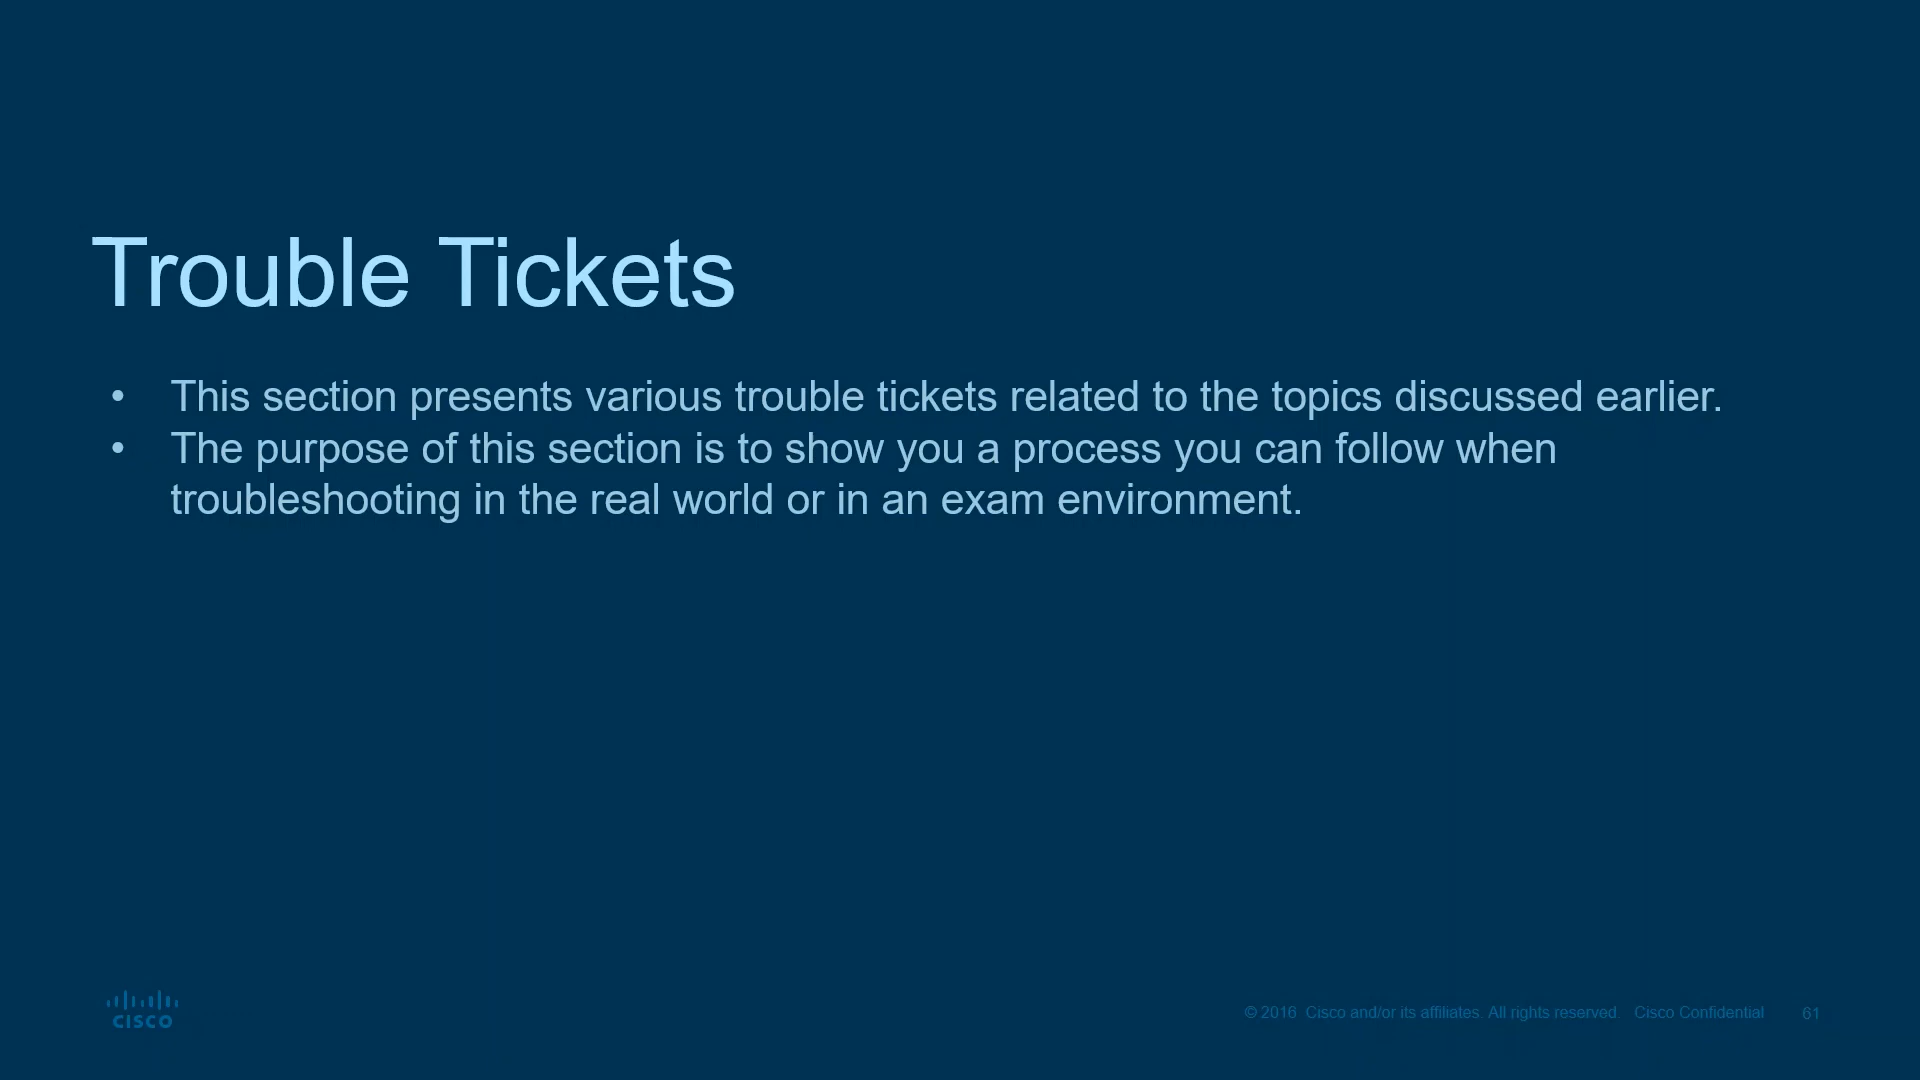 Trouble Tickets
• This section presents various trouble tickets related to the topics discussed earlier.
• The purpose of this section is to show you a process you can follow when
troubleshooting in the real world or in an exam environment.
CISCO
© 2016 Cisco and/or its affiliates. All rights reserved. Cisco Confidential 61